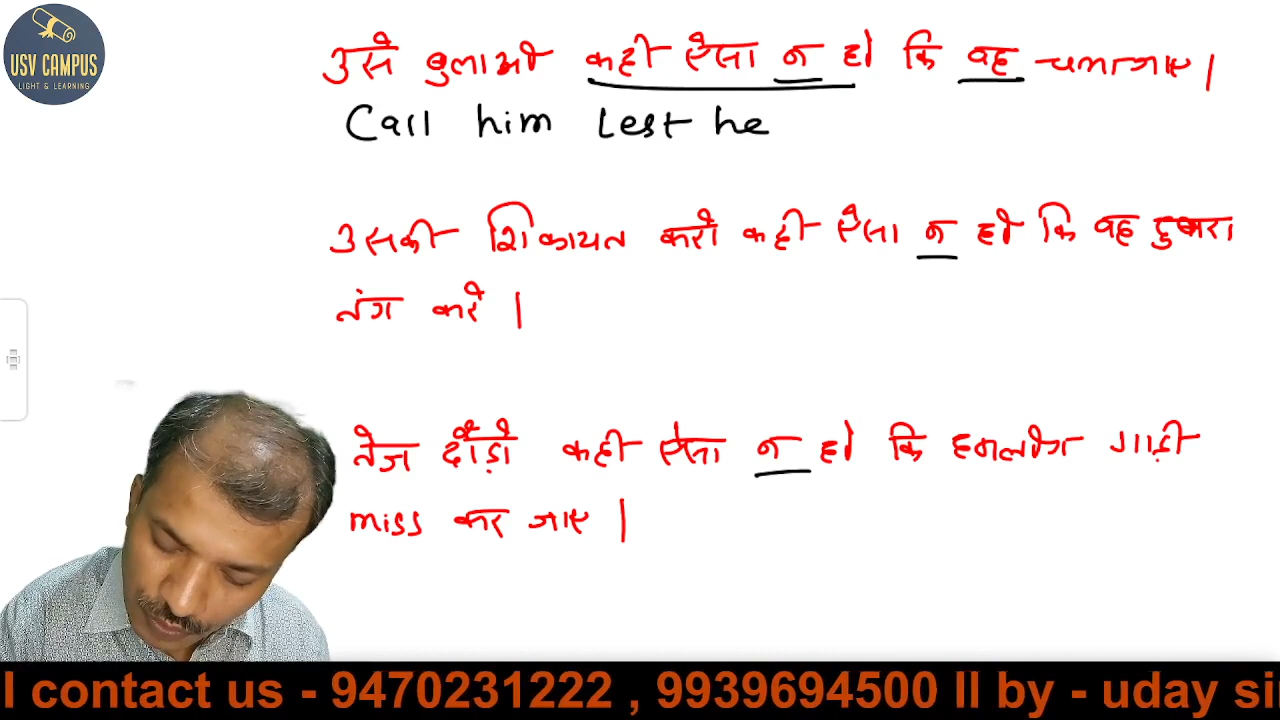 USV CAMPUS
LIGHT & LEARNING
उसे बुलाओ कही ऐसा न हो कि वह चला जाए।
Call him Lest he
उसकी शिकायत करो कही ऐसा न हो कि वह दुबारा
तंग करे।
तेज दौड़ो कही ऐसा न हो कि हमलोग गाड़ी
miss कर जाए।
l contact us - 9470231222 , 9939694500 ll by - uday si